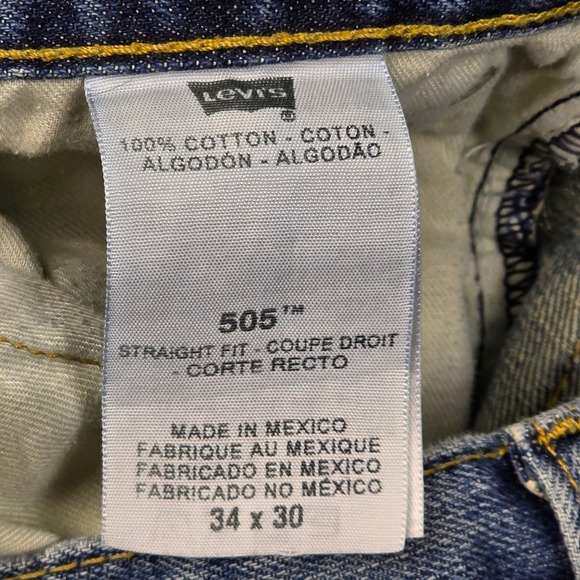 Levi's
®
100% COTTON - COTON -
ALGODÓN - ALGODÃO
505™
STRAIGHT FIT - COUPE DROIT
- CORTE RECTO
MADE IN MEXICO
FABRIQUE AU MEXIQUE
FABRICADO EN MEXICO
FABRICADO NO MÉXICO
34 x 30